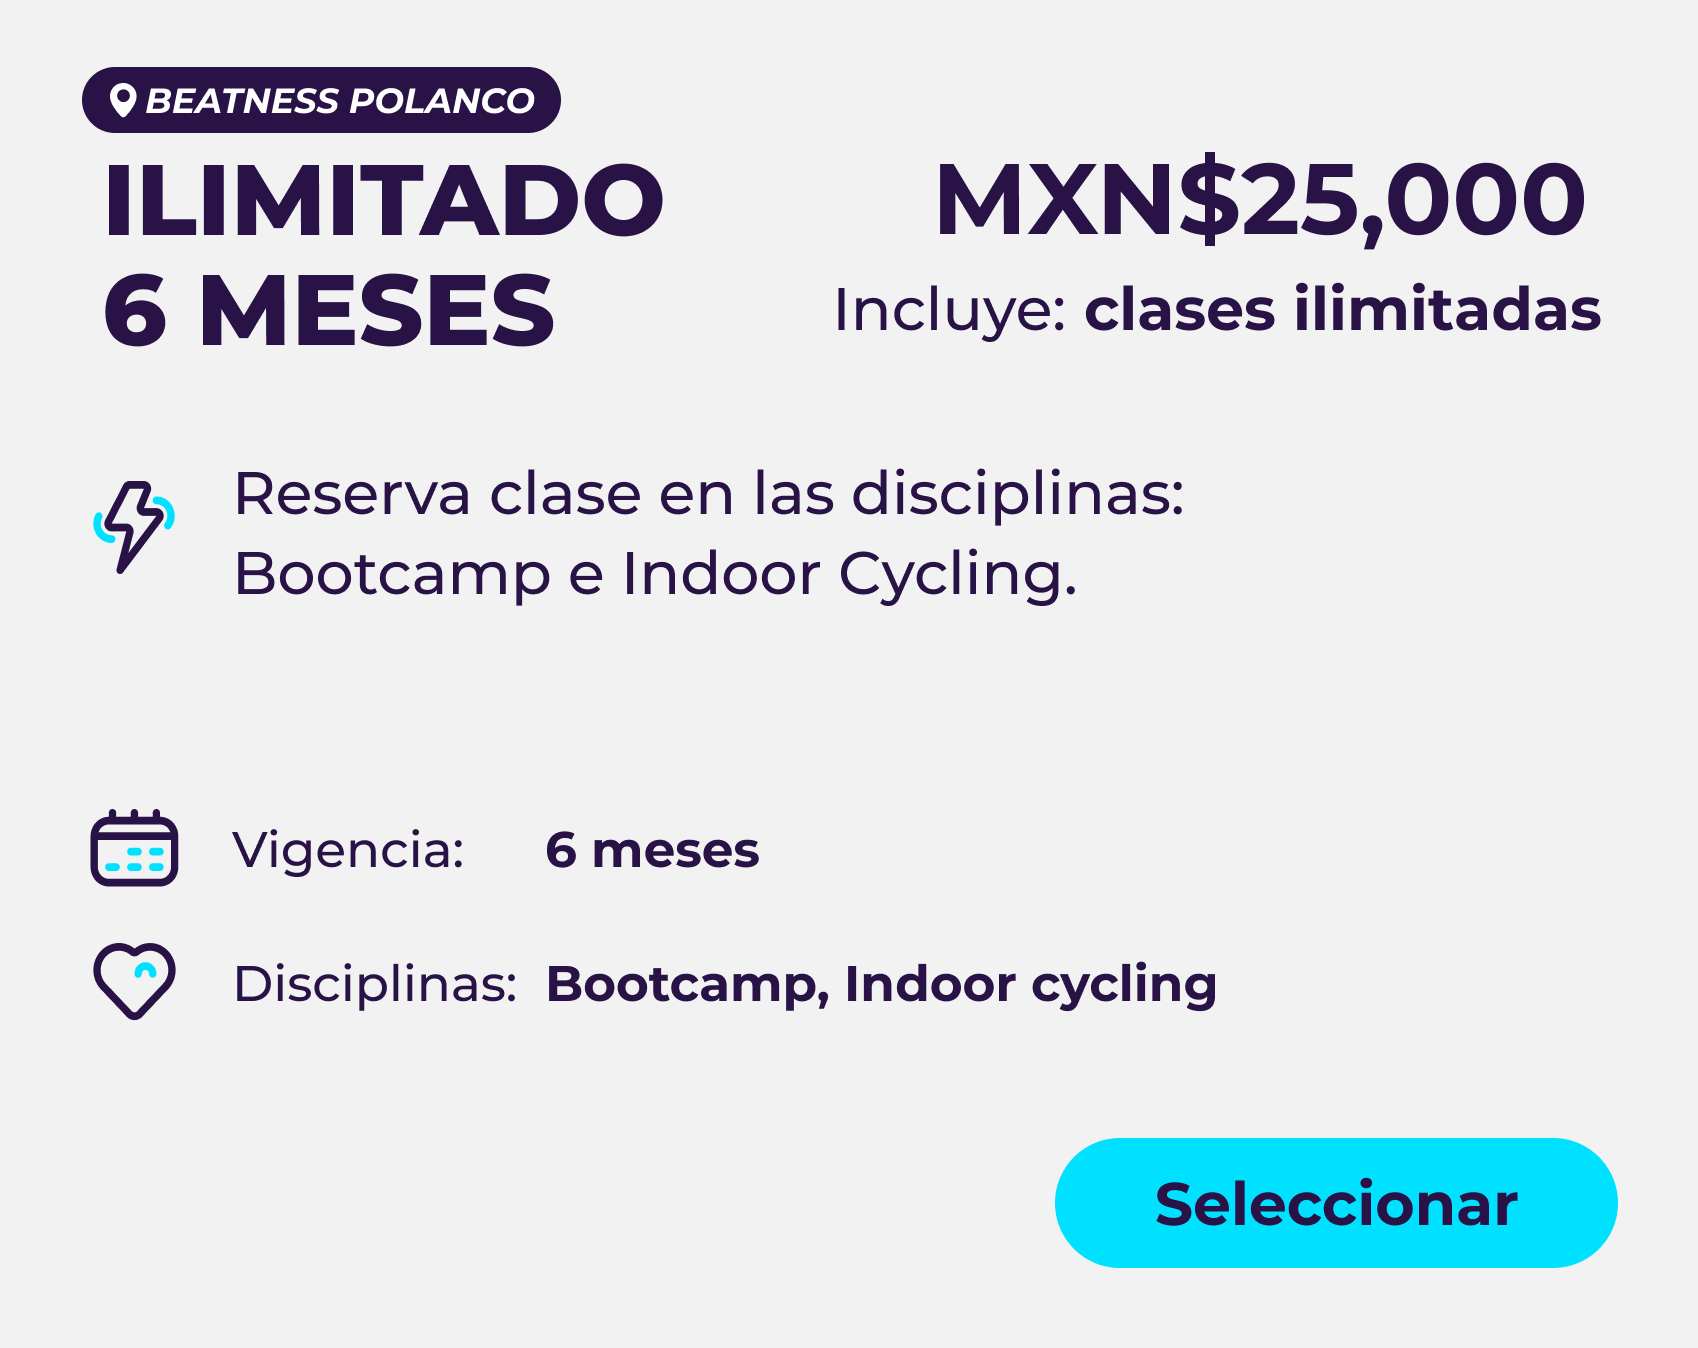 BEATNESS POLANCO
ILIMITADO
6 MESES
MXN$25,000
Incluye: clases ilimitadas
Reserva clase en las disciplinas:
Bootcamp e Indoor Cycling.
Vigencia: 6 meses
Disciplinas: Bootcamp, Indoor cycling
Seleccionar